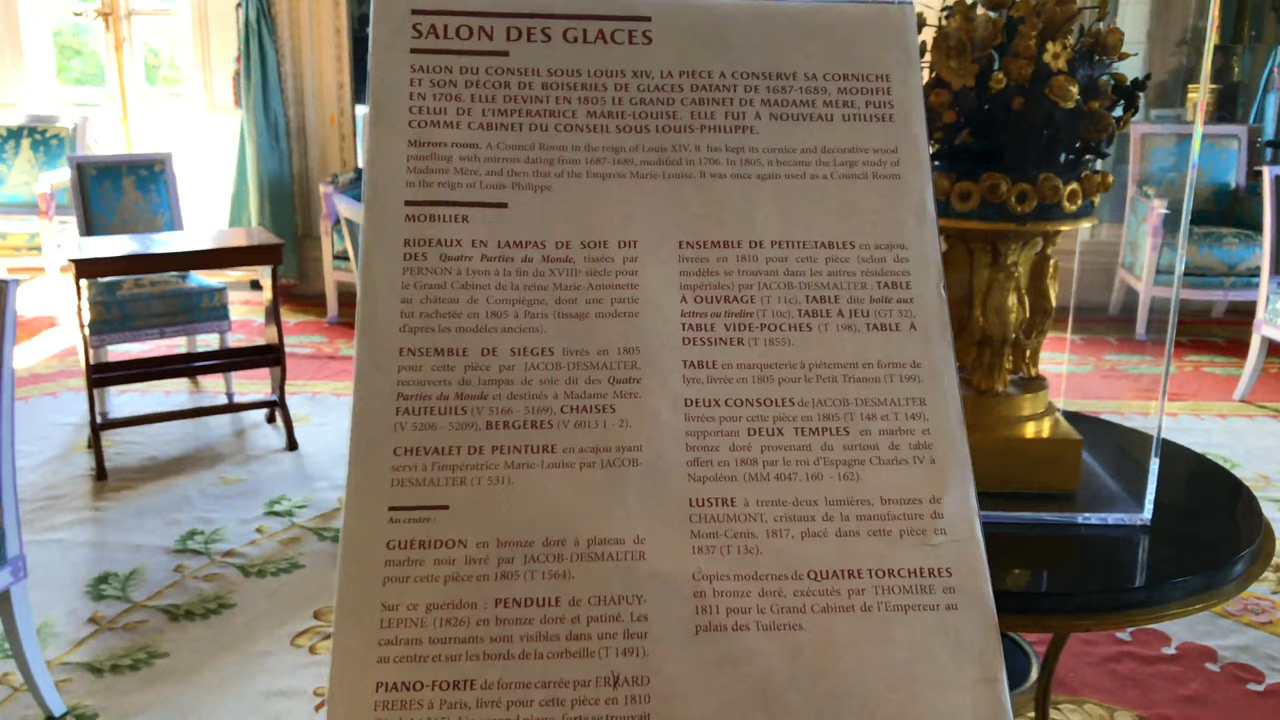 SALON DES GLACES
SALON DU CONSEIL SOUS LOUIS XIV, LA PIÈCE A CONSERVÉ SA CORNICHE
ET SON DÉCOR DE BOISERIES DE GLACES DATANT DE 1687-1689, MODIFIÉ
EN 1706. ELLE DEVINT EN 1805 LE GRAND CABINET DE MADAME MÈRE, PUIS
CELUI DE L'IMPÉRATRICE MARIE-LOUISE. ELLE FUT À NOUVEAU UTILISÉE
COMME CABINET DU CONSEIL SOUS LOUIS-PHILIPPE.
Mirrors room. A Council Room in the reign of Louis XIV, it has kept its cornice and decorative wood
panelling with mirrors dating from 1687-1689, modified in 1706. In 1805, it became the Large study of
Madame Mère, and then that of the Empress Marie-Louise. It was once again used as a Council Room
in the reign of Louis-Philippe.
MOBILIER
RIDEAUX EN LAMPAS DE SOIE DIT
DES Quatre Parties du Monde, tissées par
PERNON à Lyon à la fin du XVIIIe siècle pour
le Grand Cabinet de la reine Marie-Antoinette
au château de Compiègne, dont une partie
fut rachetée en 1805 à Paris (tissage moderne
d'après les modèles anciens).
ENSEMBLE DE SIÈGES livrés en 1805
pour cette pièce par JACOB-DESMALTER,
recouverts du lampas de soie dit des Quatre
Parties du Monde et destinés à Madame Mère.
FAUTEUILS (V 5166 - 5169), CHAISES
(V 5206 - 5209), BERGÈRES (V 6013 1 - 2).
CHEVALET DE PEINTURE en acajou ayant
servi à l'impératrice Marie-Louise par JACOB-
DESMALTER (T 531).
Au centre :
GUÉRIDON en bronze doré à plateau de
marbre noir livré par JACOB-DESMALTER
pour cette pièce en 1805 (T 1564).
Sur ce guéridon : PENDULE de CHAPUY-
LEPINE (1826) en bronze doré et patiné. Les
cadrans tournants sont visibles dans une fleur
au centre et sur les bords de la corbeille (T 1491).
PIANO-FORTE de forme carrée par ERARD
FRERES à Paris, livré pour cette pièce en 1810
ENSEMBLE DE PETITES TABLES en acajou,
livrées en 1810 pour cette pièce (selon des
modèles se trouvant dans les autres résidences
impériales) par JACOB-DESMALTER : TABLE
À OUVRAGE (T 11c), TABLE dite boîte aux
lettres ou tirelire (T 10c), TABLE À JEU (GT 32),
TABLE VIDE-POCHES (T 198), TABLE À
DESSINER (T 1855).
TABLE en marqueterie à piètement en forme de
lyre, livrée en 1805 pour le Petit Trianon (T 199).
DEUX CONSOLES de JACOB-DESMALTER
livrées pour cette pièce en 1805 (T 148 et T 149),
supportant DEUX TEMPLES en marbre et
bronze doré provenant du surtout de table
offert en 1808 par le roi d'Espagne Charles IV à
Napoléon (MM 4047. 160 - 162).
LUSTRE à trente-deux lumières, bronzes de
CHAUMONT, cristaux de la manufacture du
Mont-Cenis, 1817, placé dans cette pièce en
1837 (T 13c).
Copies modernes de QUATRE TORCHÈRES
en bronze doré, exécutés par THOMIRE en
1811 pour le Grand Cabinet de l'Empereur au
palais des Tuileries.